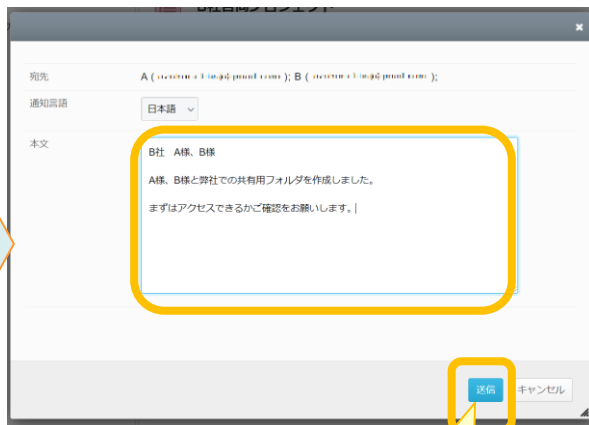 B社合同プロジェクト
×
宛先 A ( ); B ( );
通知言語 日本語
本文
B社 A様、B様
A様、B様と弊社での共有用フォルダを作成しました。
まずはアクセスできるかご確認をお願いします。
送信 キャンセル